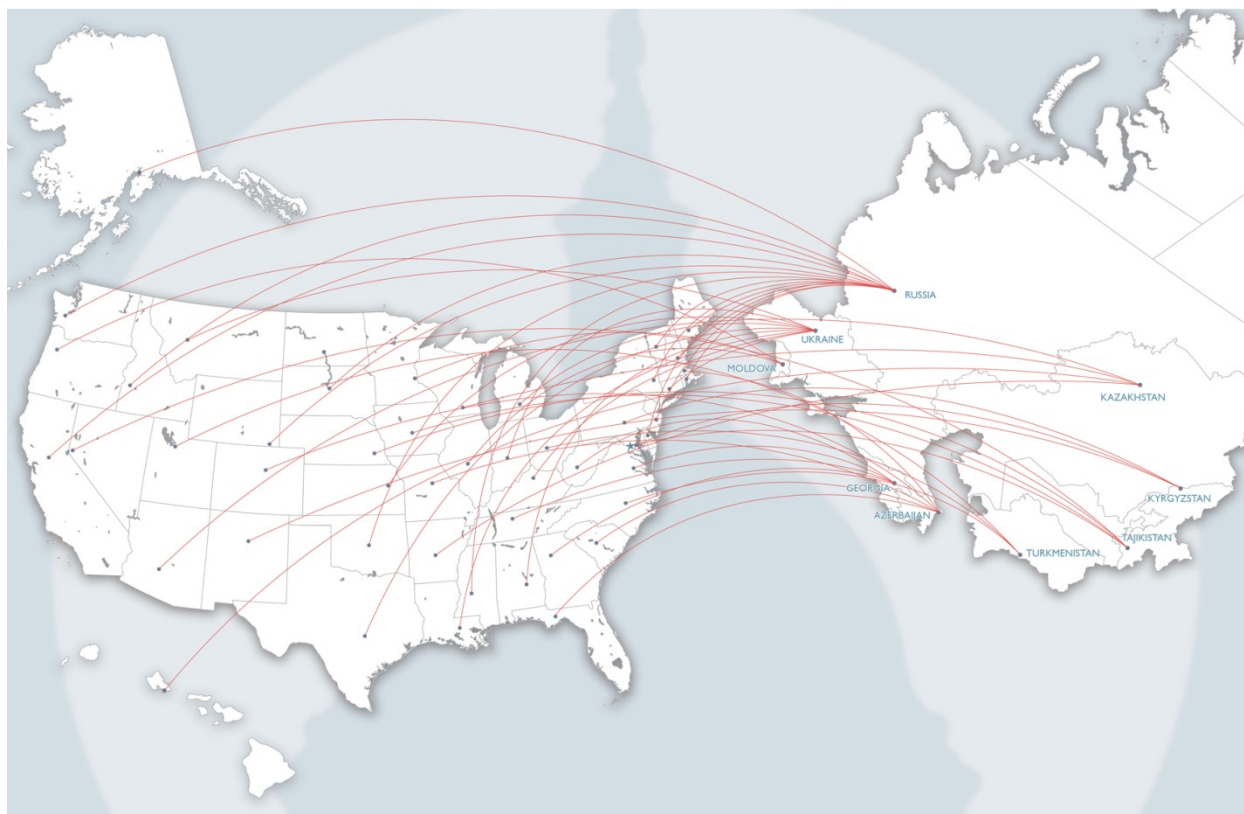 RUSSIA
UKRAINE
MOLDOVA
KAZAKHSTAN
GEORGIA
KYRGYZSTAN
AZERBAIJAN
TAJIKISTAN
TURKMENISTAN